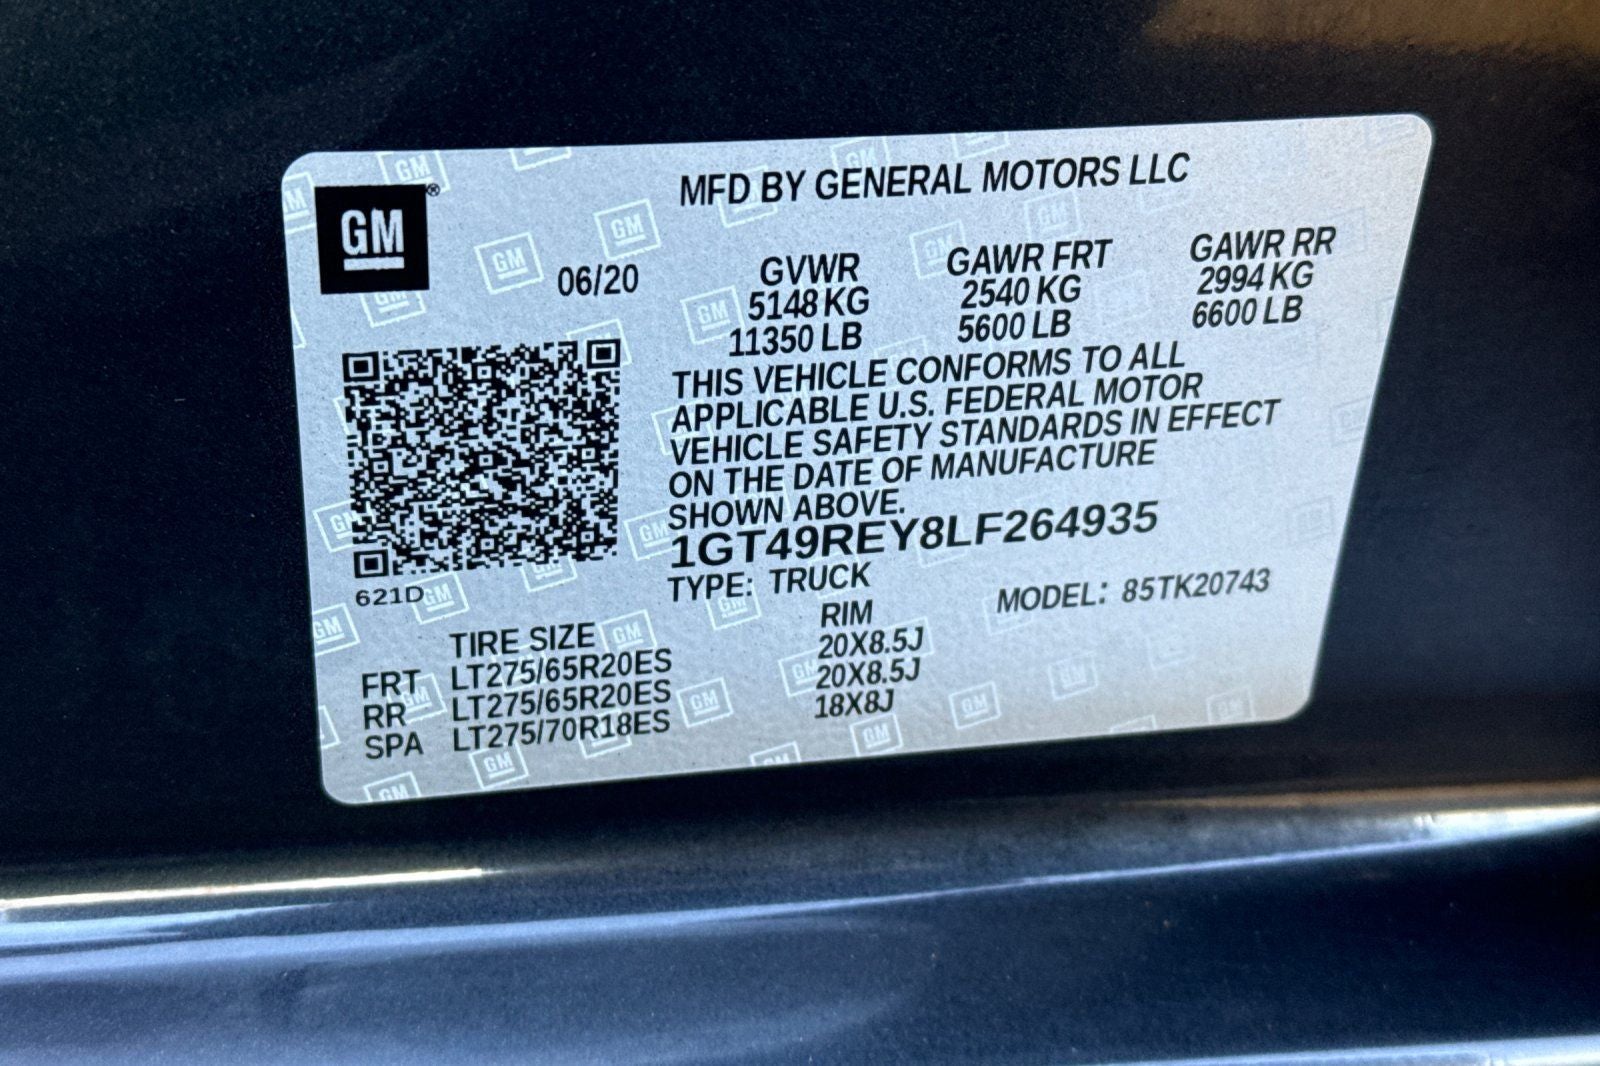 GM®
MFD BY GENERAL MOTORS LLC
06/20
GVWR GAWR FRT GAWR RR
5148 KG 2540 KG 2994 KG
11350 LB 5600 LB 6600 LB
THIS VEHICLE CONFORMS TO ALL
APPLICABLE U.S. FEDERAL MOTOR
VEHICLE SAFETY STANDARDS IN EFFECT
ON THE DATE OF MANUFACTURE
SHOWN ABOVE.
1GT49REY8LF264935
TYPE: TRUCK MODEL: 85TK20743
621D
TIRE SIZE RIM
FRT LT275/65R20ES 20X8.5J
RR LT275/65R20ES 20X8.5J
SPA LT275/70R18ES 18X8J